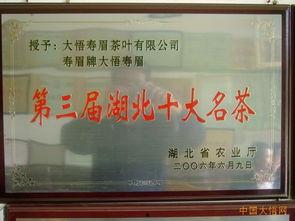 授予：大悟寿眉茶叶有限公司
寿眉牌大悟寿眉
第三届湖北十大名茶
湖北省农业厅
二〇〇六年六月九日
中国大悟网